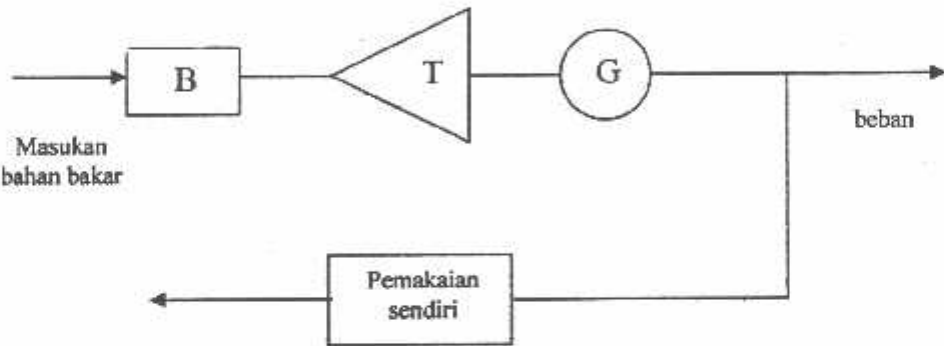 B
T
G
Masukan
bahan bakar
beban
Pemakaian
sendiri